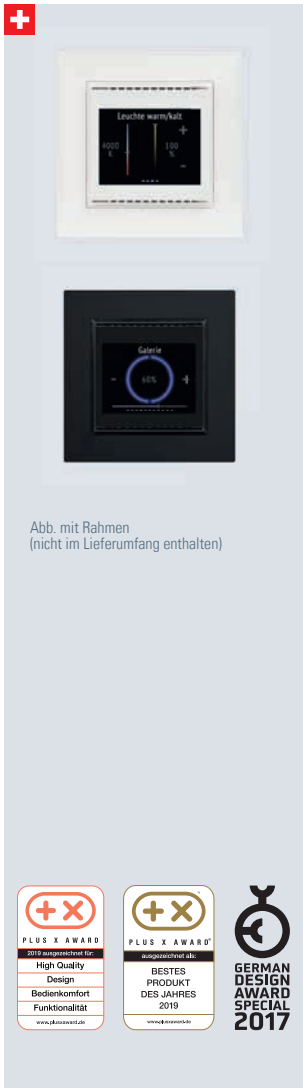 Leuchte warm/kalt
+
4000 100
K %
-
Galerie
- 60% +
Abb. mit Rahmen
(nicht im Lieferumfang enthalten)
PLUS X AWARD
2019 ausgezeichnet für:
High Quality
Design
Bedienkomfort
Funktionalität
www.plusxaward.de
PLUS X AWARD®
ausgezeichnet als:
BESTES
PRODUKT
DES JAHRES
2019
www.plusxaward.de
GERMAN
DESIGN
AWARD
SPECIAL
2017